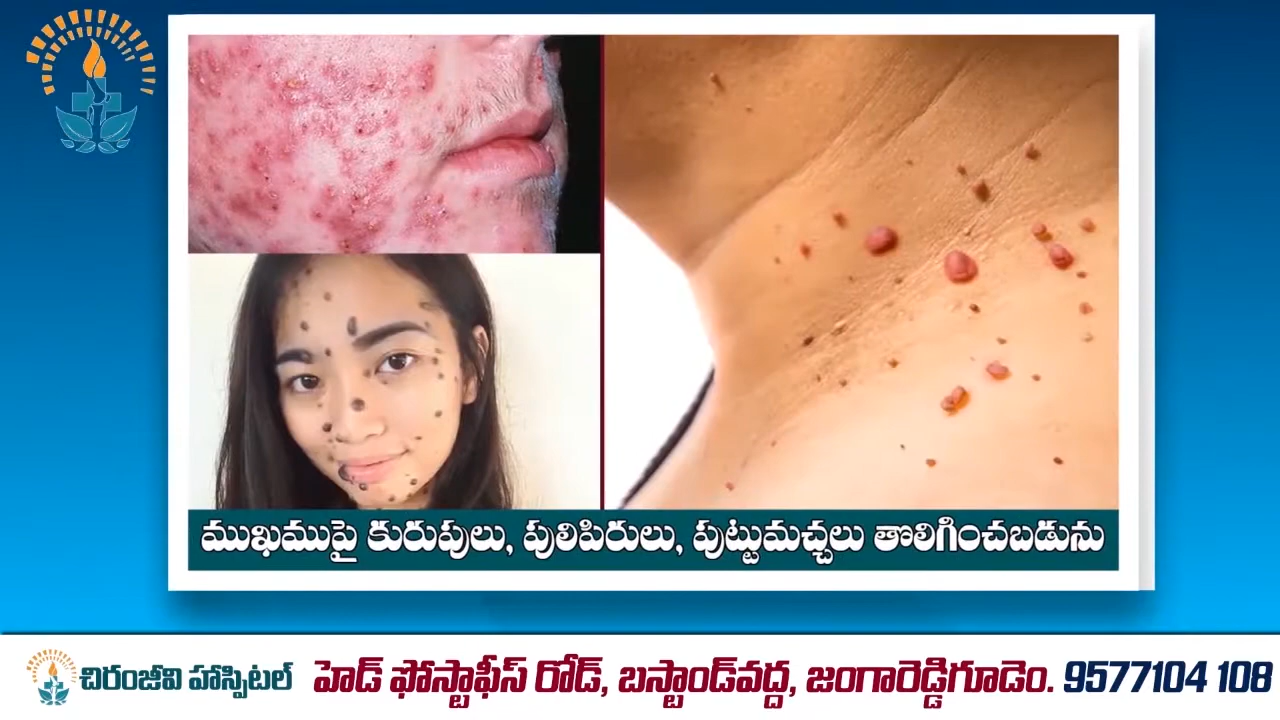 ముఖముపై కురుపులు, పులిపిరులు, పుట్టుమచ్చలు తొలిగించబడును
చిరంజీవి హాస్పిటల్ హెడ్ ఫోస్టాఫీస్ రోడ్, బస్టాండ్‌వద్ద, జంగారెడ్డిగూడెం. 9577104 108